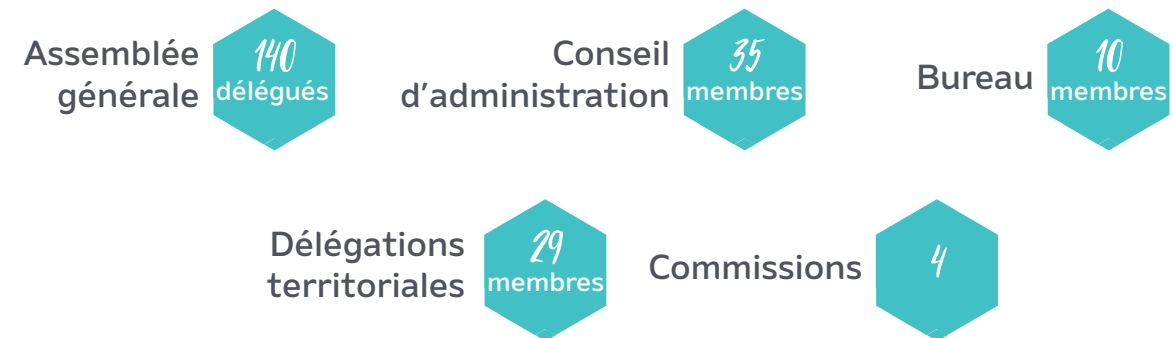 Assemblée
générale
140
délégués
Conseil
d’administration
35
membres
Bureau
10
membres
Délégations
territoriales
29
membres
Commissions
4